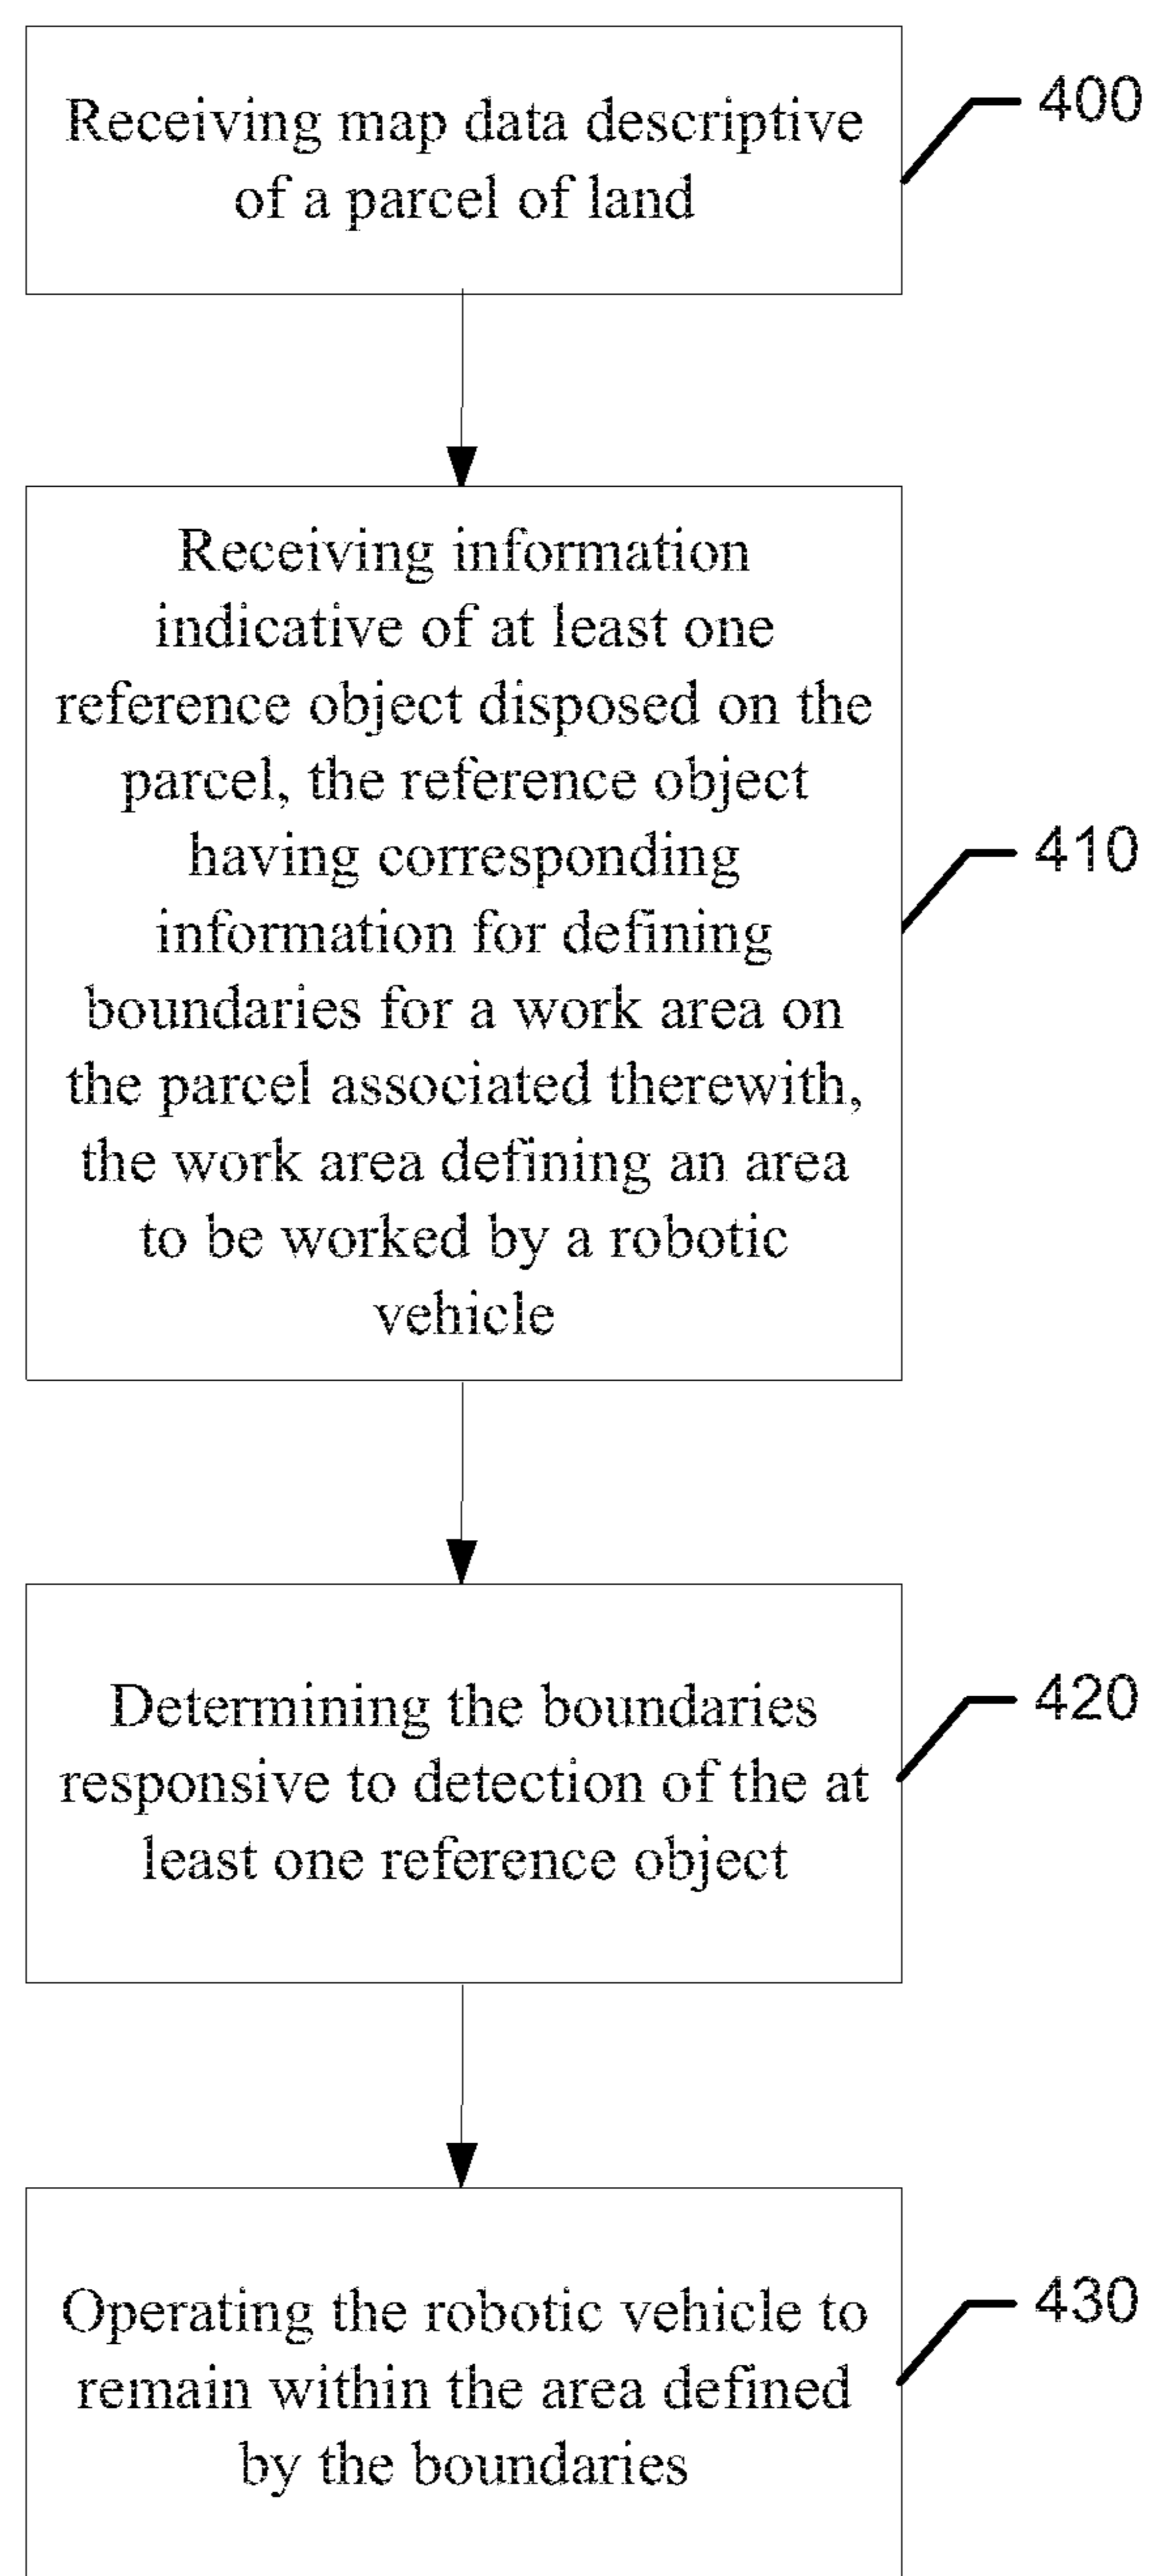 Receiving map data descriptive
of a parcel of land
400
Receiving information
indicative of at least one
reference object disposed on the
parcel, the reference object
having corresponding
information for defining
boundaries for a work area on
the parcel associated therewith,
the work area defining an area
to be worked by a robotic
vehicle
410
Determining the boundaries
responsive to detection of the at
least one reference object
420
Operating the robotic vehicle to
remain within the area defined
by the boundaries
430